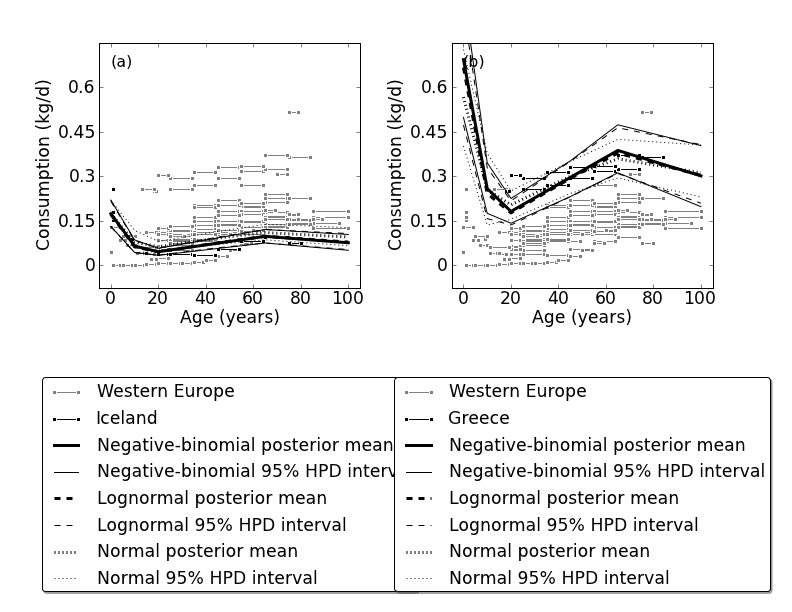 (a)
Consumption (kg/d)
0.6
0.45
0.3
0.15
0
0 20 40 60 80 100
Age (years)
(b)
Consumption (kg/d)
0.6
0.45
0.3
0.15
0
0 20 40 60 80 100
Age (years)
Western Europe
Iceland
Negative-binomial posterior mean
Negative-binomial 95% HPD interv
Lognormal posterior mean
Lognormal 95% HPD interval
Normal posterior mean
Normal 95% HPD interval
Western Europe
Greece
Negative-binomial posterior mean
Negative-binomial 95% HPD interval
Lognormal posterior mean
Lognormal 95% HPD interval
Normal posterior mean
Normal 95% HPD interval